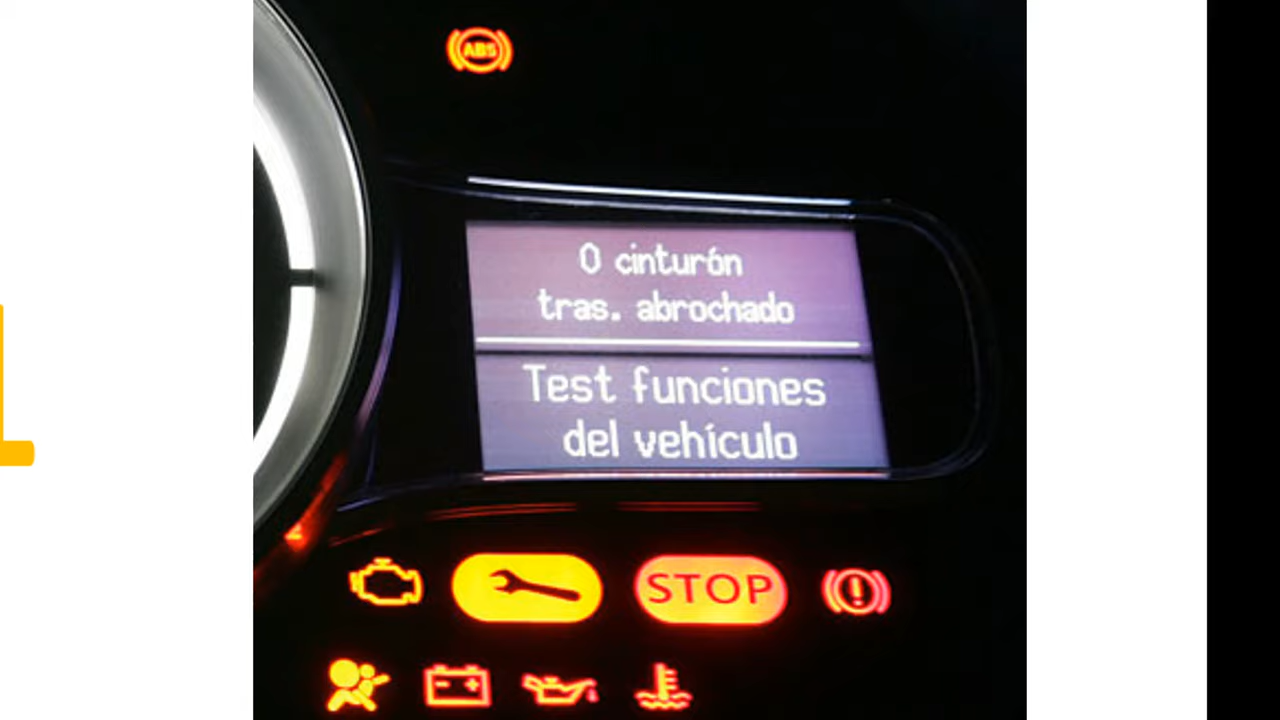 ABS
0 cinturón
tras. abrochado
Test funciones
del vehículo
STOP